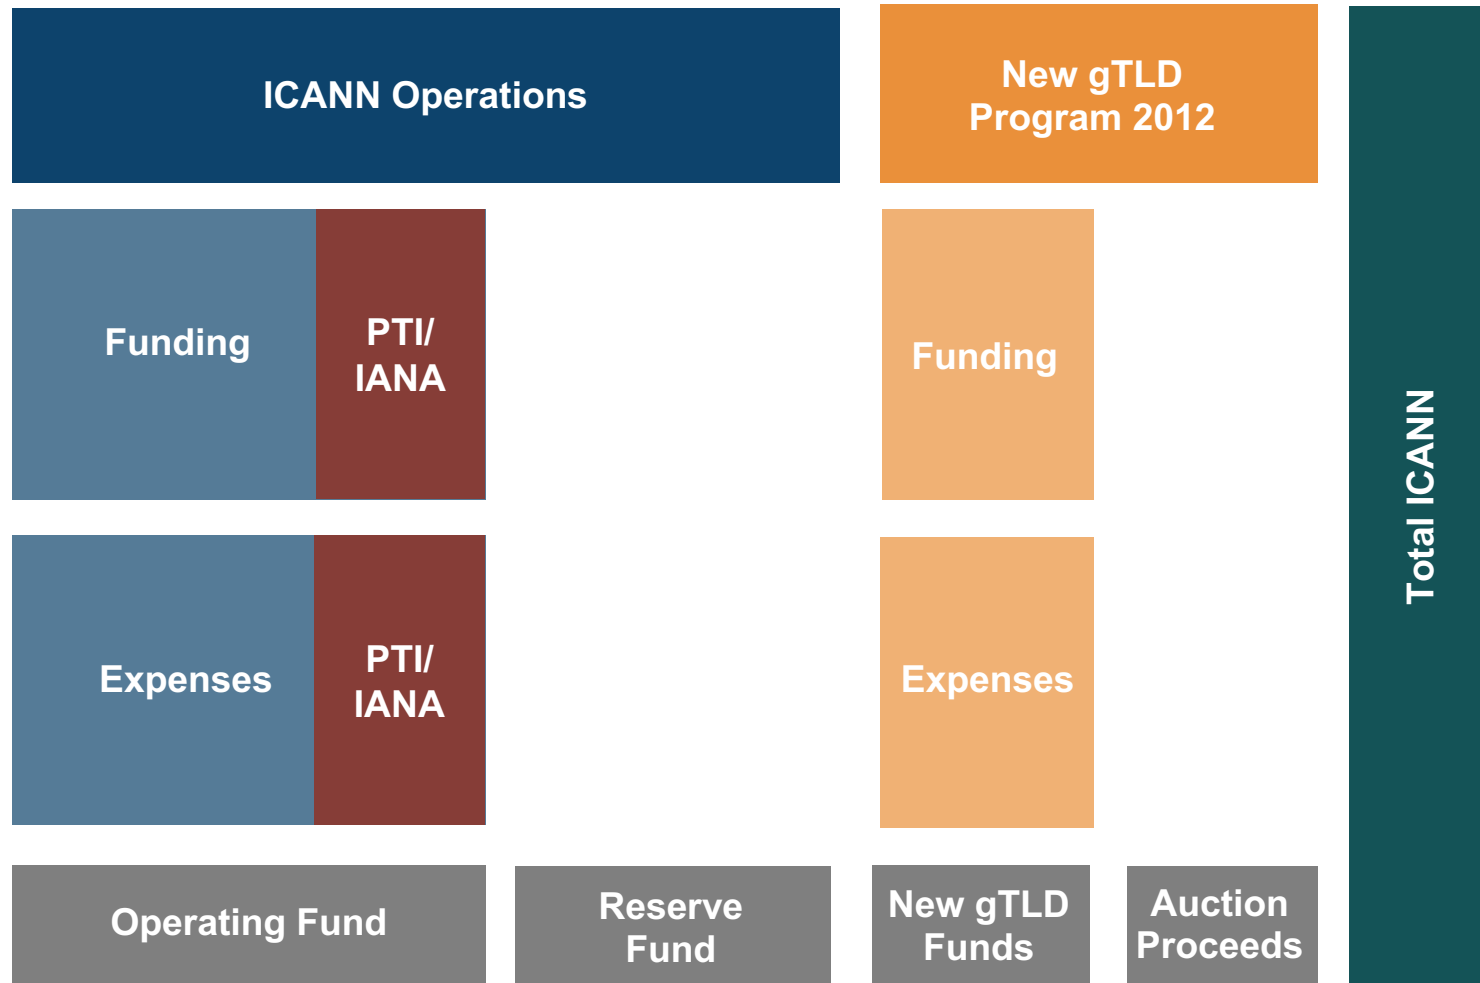 ICANN Operations
New gTLD
Program 2012
Funding
PTI/
IANA
Funding
Expenses
PTI/
IANA
Expenses
Operating Fund
Reserve
Fund
New gTLD
Funds
Auction
Proceeds
Total ICANN